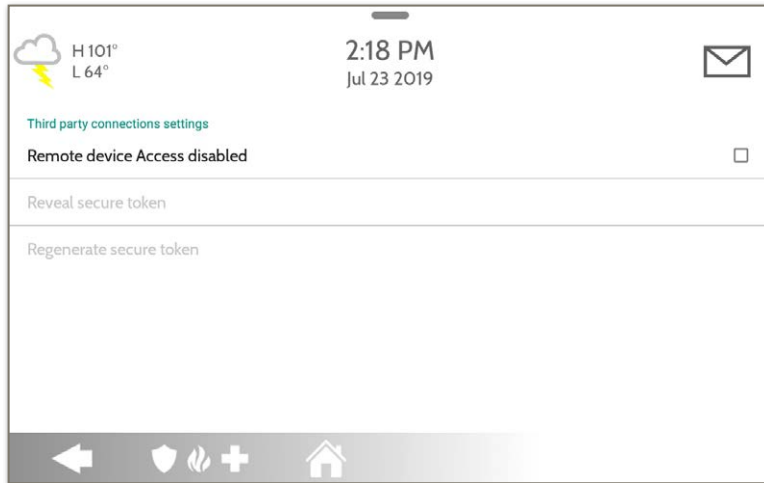 H 101°
L 64°
2:18 PM
Jul 23 2019
Third party connections settings
Remote device Access disabled
Reveal secure token
Regenerate secure token